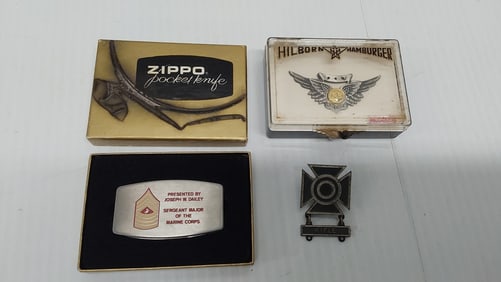 ZIPPO
pocket knife
HILBORN HAMBURGER
PRESENTED BY
JOSEPH W. DAILEY
SERGEANT MAJOR
OF THE
MARINE CORPS